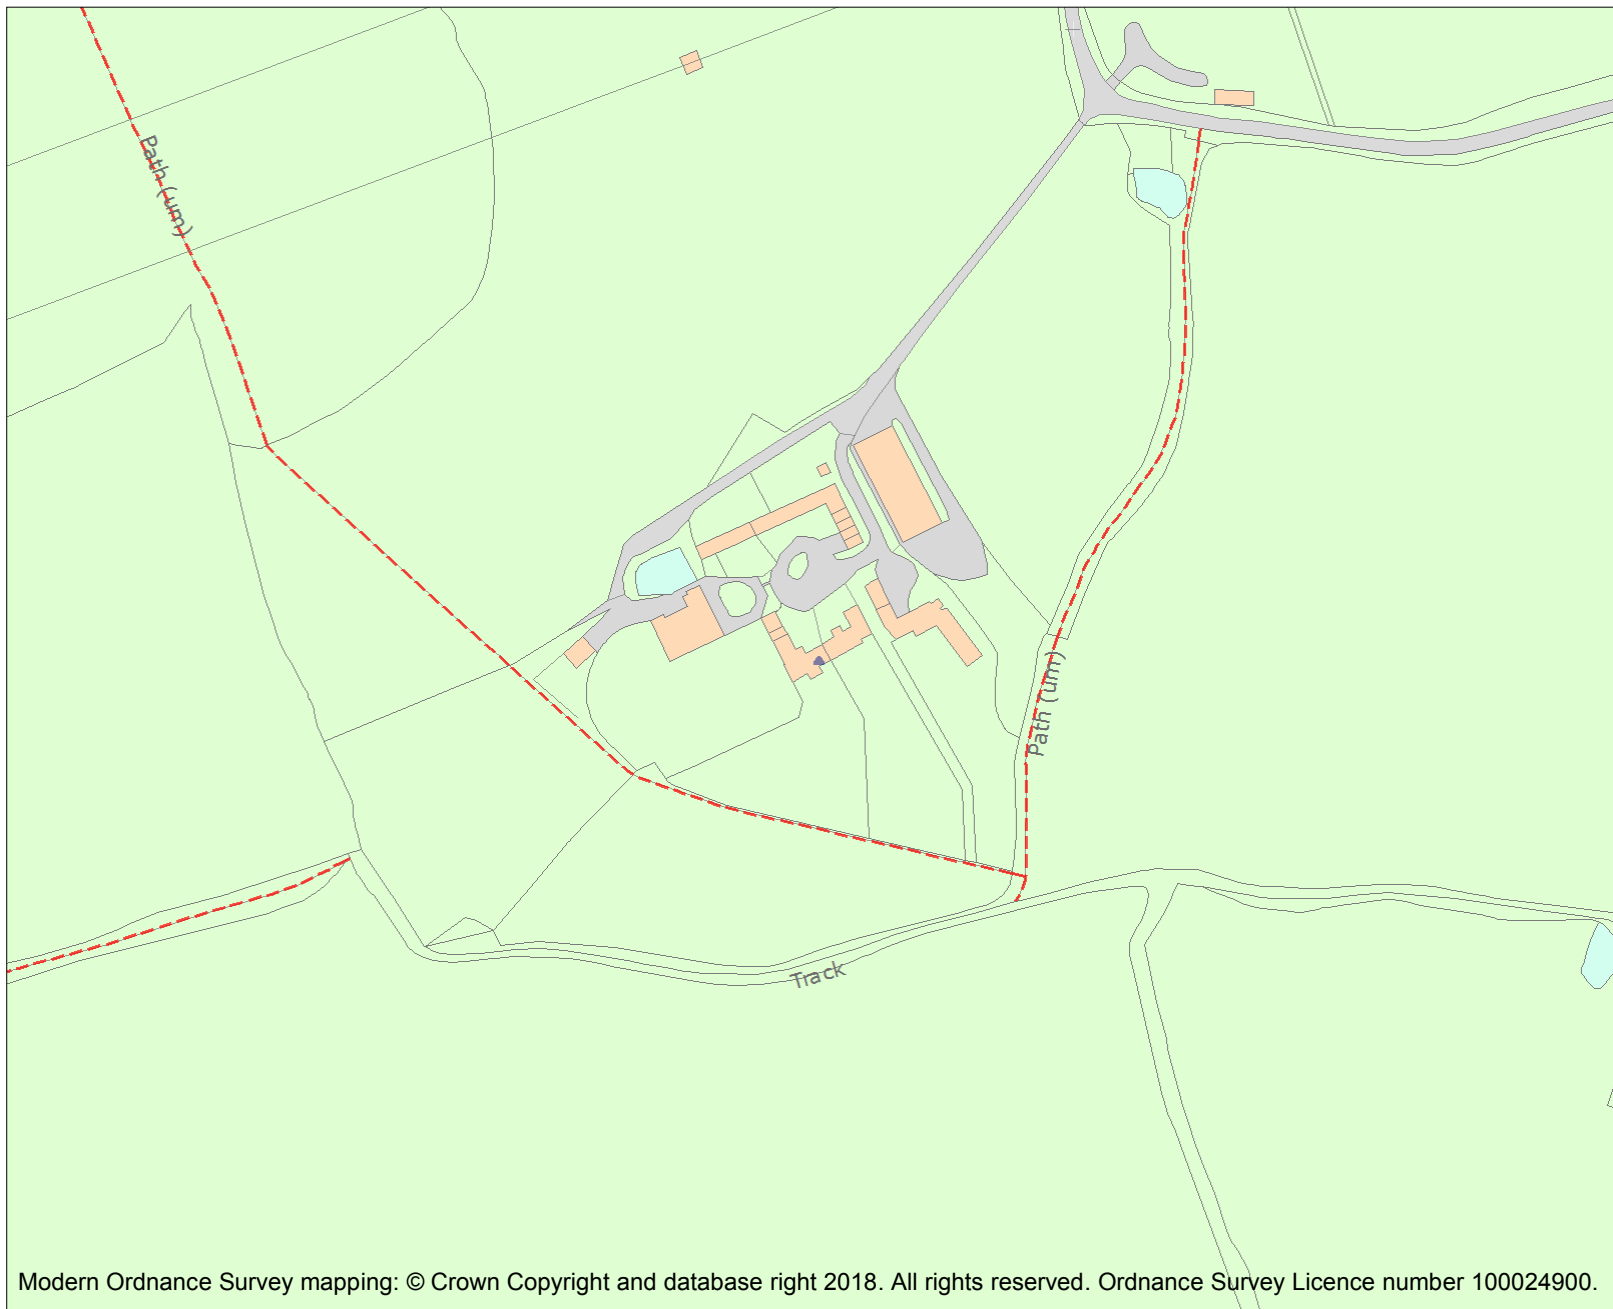 Path (um)
Path (um)
Track
Modern Ordnance Survey mapping: © Crown Copyright and database right 2018. All rights reserved. Ordnance Survey Licence number 100024900.